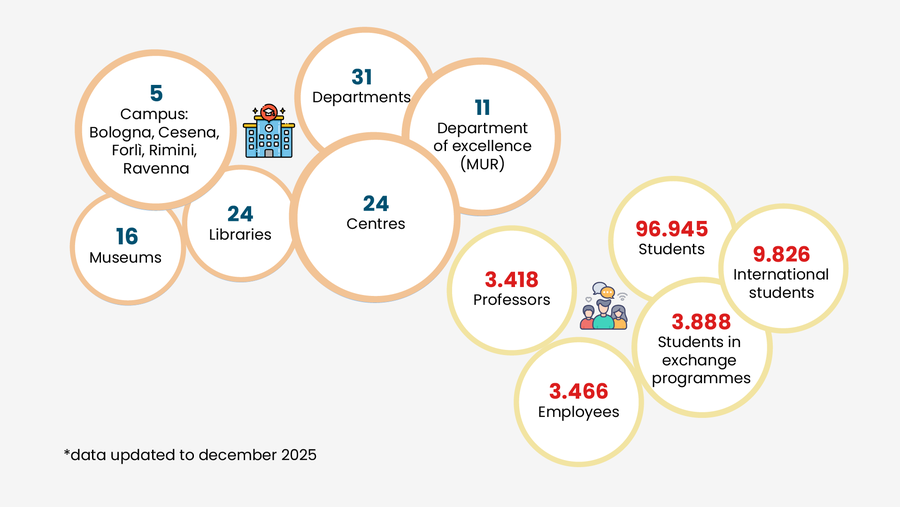 5
Campus:
Bologna, Cesena,
Forlì, Rimini,
Ravenna
31
Departments
11
Department
of excellence
(MUR)
16
Museums
24
Libraries
24
Centres
3.418
Professors
96.945
Students
9.826
International
students
3.888
Students in
exchange
programmes
3.466
Employees
*data updated to december 2025